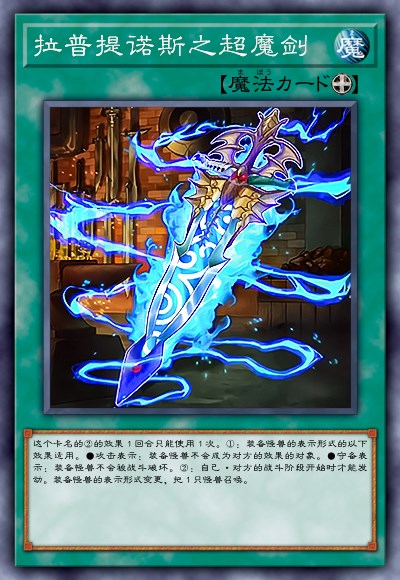 拉普提诺斯之超魔剑
魔
【魔法カード】
まほう
这个卡名的②的效果1回合只能使用1次。①：装备怪兽的表示形式的以下
效果适用。●攻击表示：装备怪兽不会成为对方的效果的对象。●守备表
示：装备怪兽不会被战斗破坏。②：自己·对方的战斗阶段开始时才能发
动。装备怪兽的表示形式变更，把1只怪兽召唤。